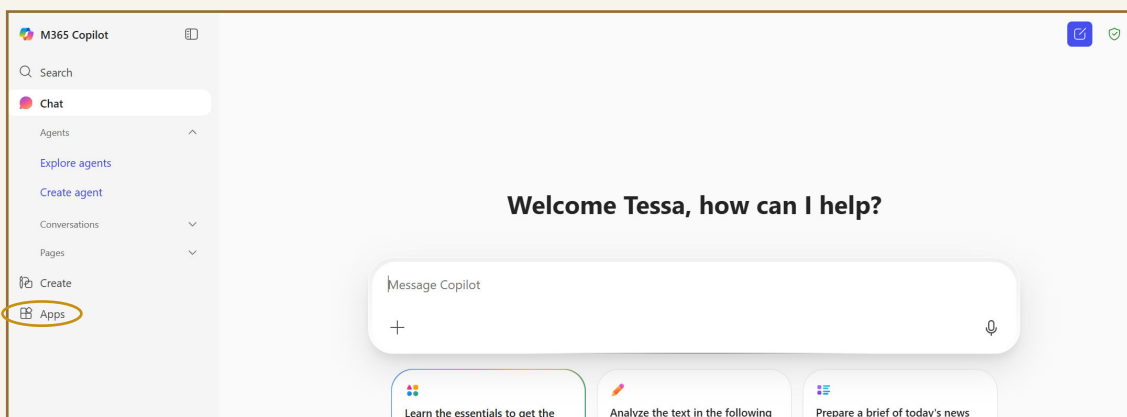 M365 Copilot
Search
Chat
Agents
Explore agents
Create agent
Conversations
Pages
Create
Apps
Welcome Tessa, how can I help?
Message Copilot
Learn the essentials to get the
Analyze the text in the following
Prepare a brief of today's news